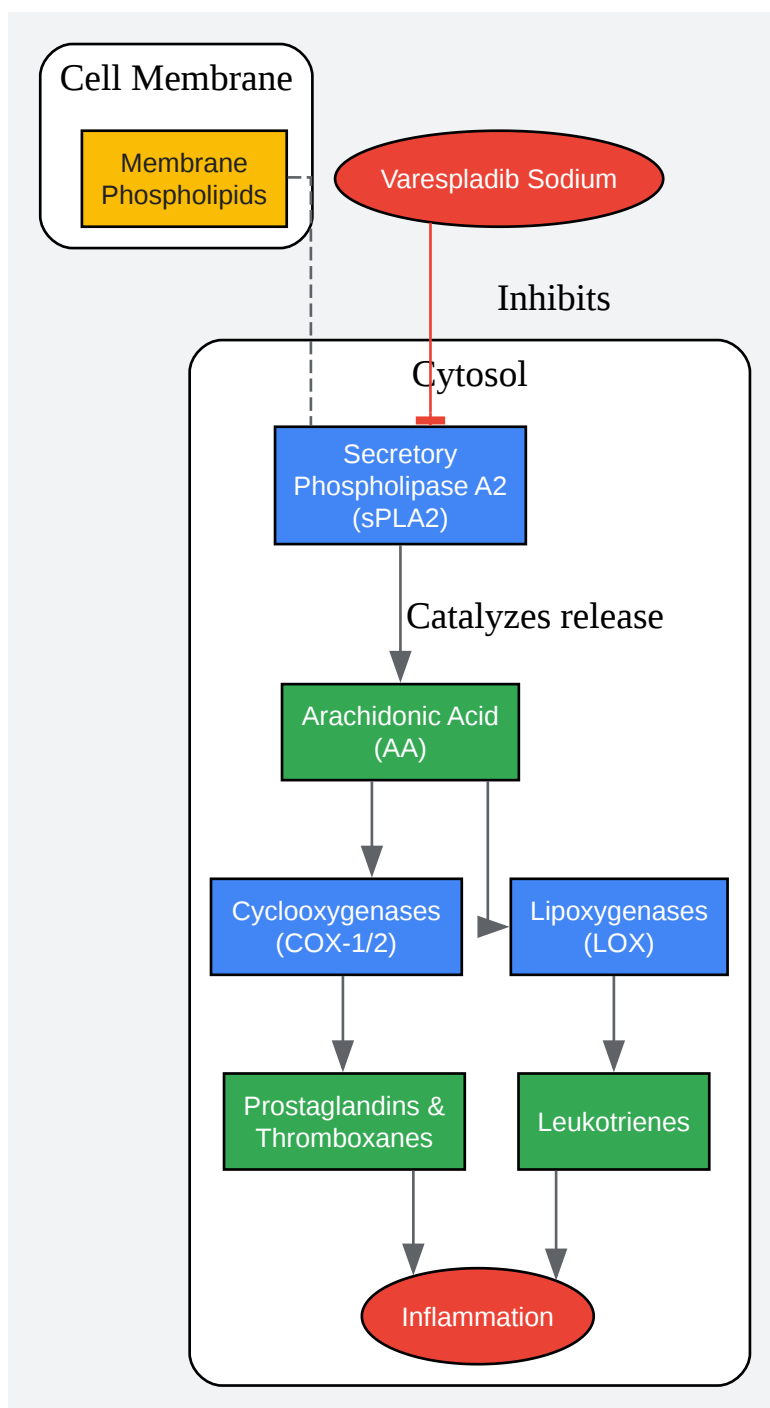 Cell Membrane
Membrane
Phospholipids
Varespladib Sodium
Inhibits
Cytosol
Secretory
Phospholipase A2
(sPLA2)
Catalyzes release
Arachidonic Acid
(AA)
Cyclooxygenases
(COX-1/2)
Lipoxygenases
(LOX)
Prostaglandins &
Thromboxanes
Leukotrienes
Inflammation